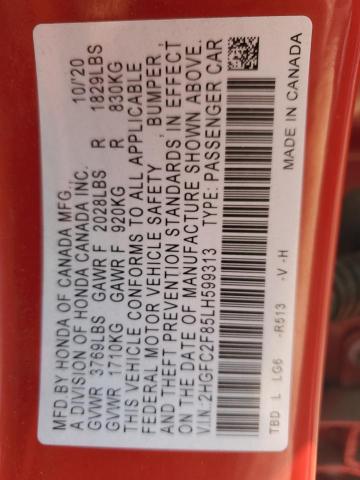 MFD.BY HONDA OF CANADA MFG.,
A DIVISION OF HONDA CANADA INC. 10/'20
GVWR 3769LBS GAWR F 2028LBS R 1829LBS
GVWR 1710KG GAWR F 920KG R 830KG
THIS VEHICLE CONFORMS TO ALL APPLICABLE
FEDERAL MOTOR VEHICLE SAFETY , BUMPER,
AND THEFT PREVENTION STANDARDS IN EFFECT
ON THE DATE OF MANUFACTURE SHOWN ABOVE.
V.I.N.:2HGFC2F85LH599313 TYPE: PASSENGER CAR
TBD L LG6 -R513 -V -H MADE IN CANADA